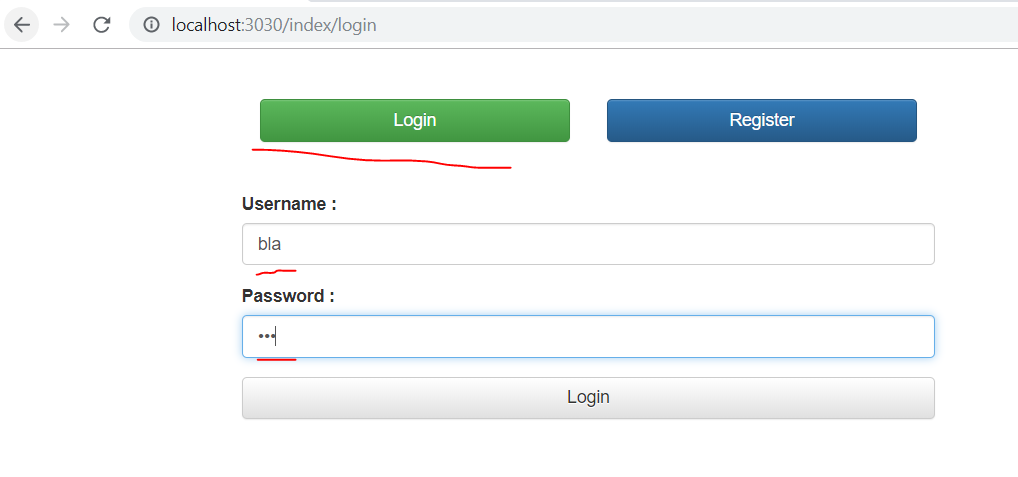 localhost:3030/index/login
Login Register
Username :
bla
Password :
•••
Login